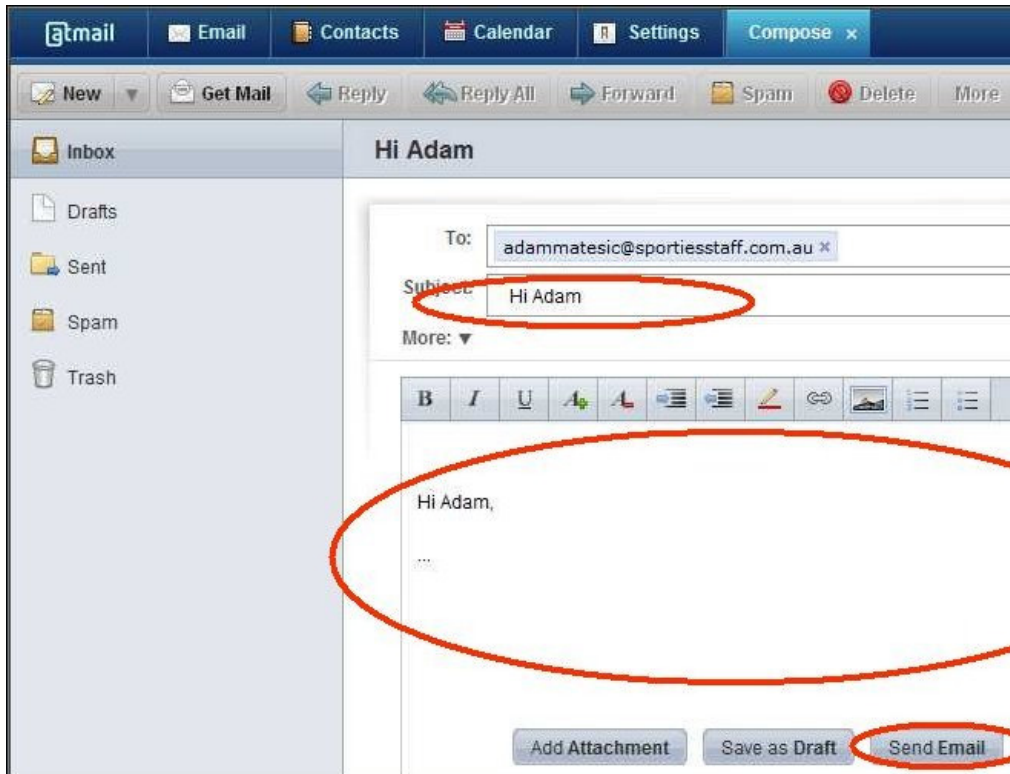 @tmail Email Contacts Calendar Settings Compose ×
New Get Mail Reply Reply All Forward Spam Delete More
Inbox
Hi Adam
Drafts
To: adammatesic@sportiesstaff.com.au ×
Sent
Subject: Hi Adam
Spam
More:
Trash
B I U A A
Hi Adam,
...
Add Attachment Save as Draft Send Email